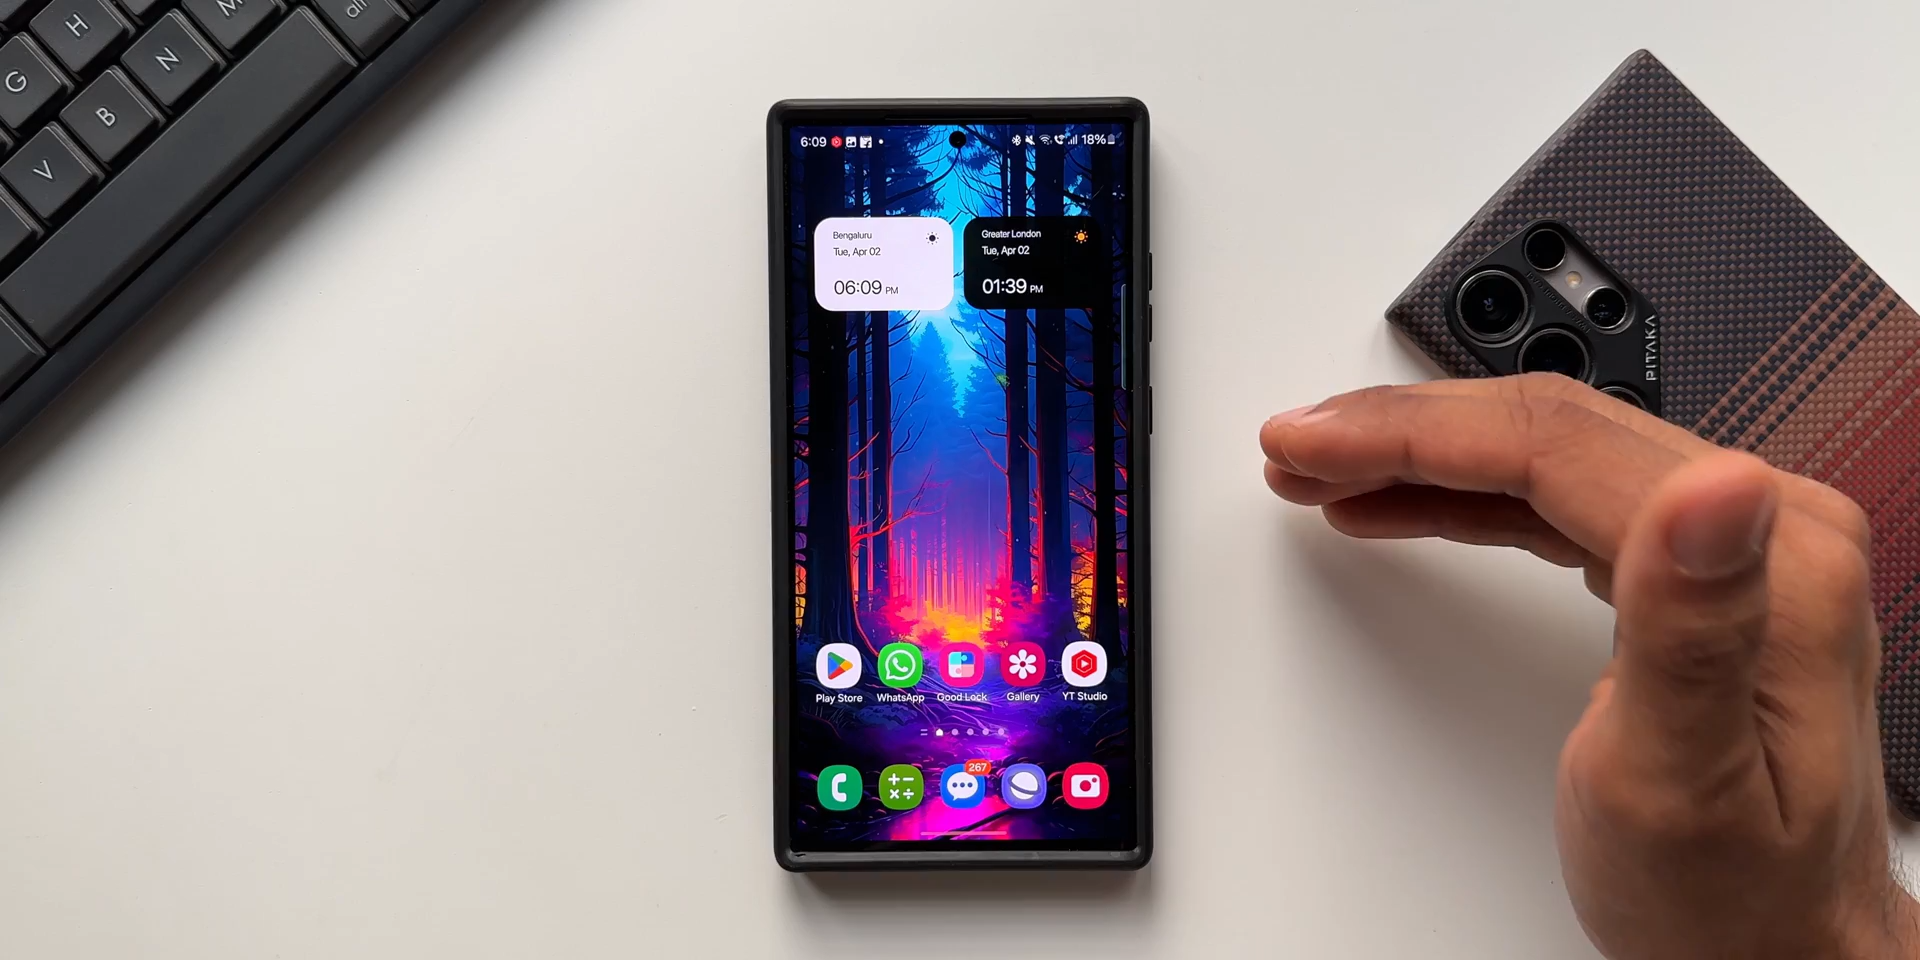 H
M
alt
G
N
B
V
6:09
18%
Bengaluru
Tue, Apr 02
06:09 PM
Greater London
Tue, Apr 02
01:39 PM
PITAKA
Play Store
WhatsApp
Good Lock
Gallery
YT Studio
267